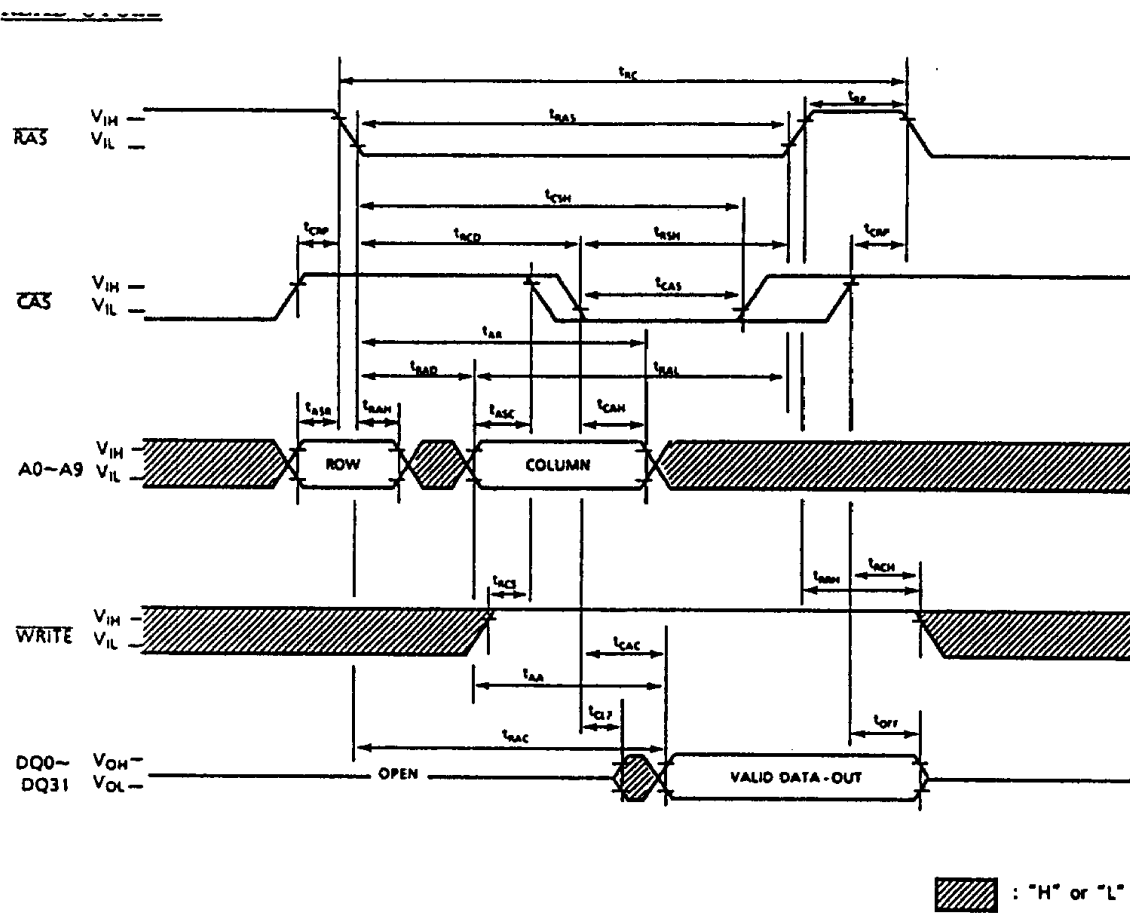 tRC
tRP
tRAS
RAS
VIH
VIL
tCSH
tCRP
tRCD
tRSH
tCRP
CAS
VIH
VIL
tCAS
tAR
tRAD
tRAL
tASR
tRAH
tASC
tCAH
A0~A9
VIH
VIL
ROW
COLUMN
tRCS
tRCH
tRRH
WRITE
VIH
VIL
tCAC
tAA
tCLZ
tOFF
tRAC
DQ0~
DQ31
VOH
VOL
OPEN
VALID DATA-OUT
: "H" or "L"